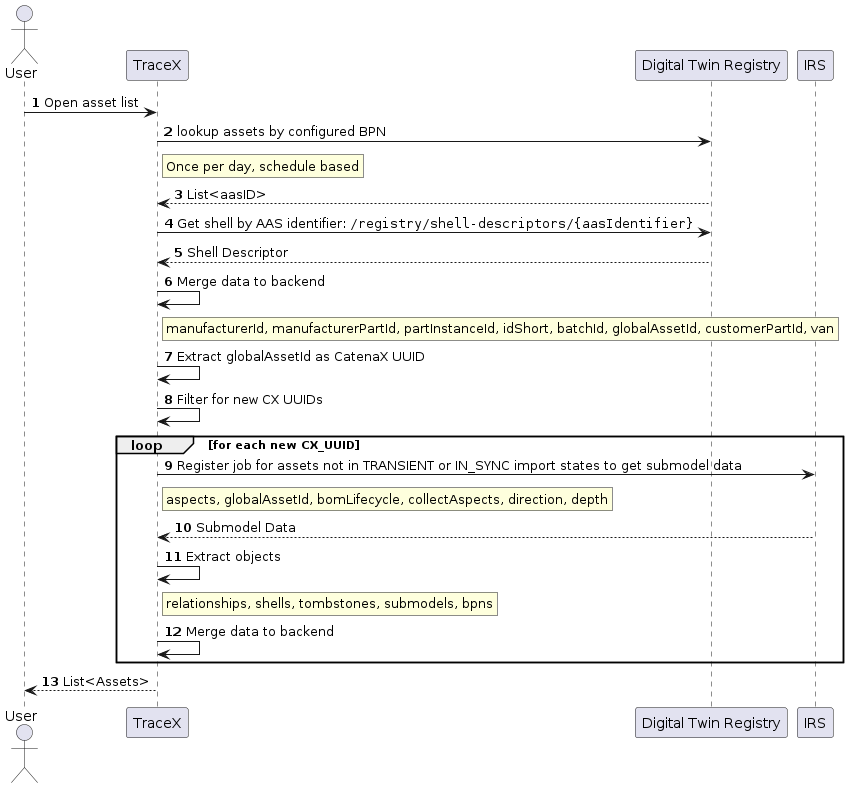 User
TraceX
Digital Twin Registry
IRS
1 Open asset list
2 lookup assets by configured BPN
Once per day, schedule based
3 List<aasID>
4 Get shell by AAS identifier: /registry/shell-descriptors/{aasIdentifier}
5 Shell Descriptor
6 Merge data to backend
manufacturerId, manufacturerPartId, partInstanceId, idShort, batchId, globalAssetId, customerPartId, van
7 Extract globalAssetId as CatenaX UUID
8 Filter for new CX UUIDs
loop [for each new CX_UUID]
9 Register job for assets not in TRANSIENT or IN_SYNC import states to get submodel data
aspects, globalAssetId, bomLifecycle, collectAspects, direction, depth
10 Submodel Data
11 Extract objects
relationships, shells, tombstones, submodels, bpns
12 Merge data to backend
13 List<Assets>
User
TraceX
Digital Twin Registry
IRS